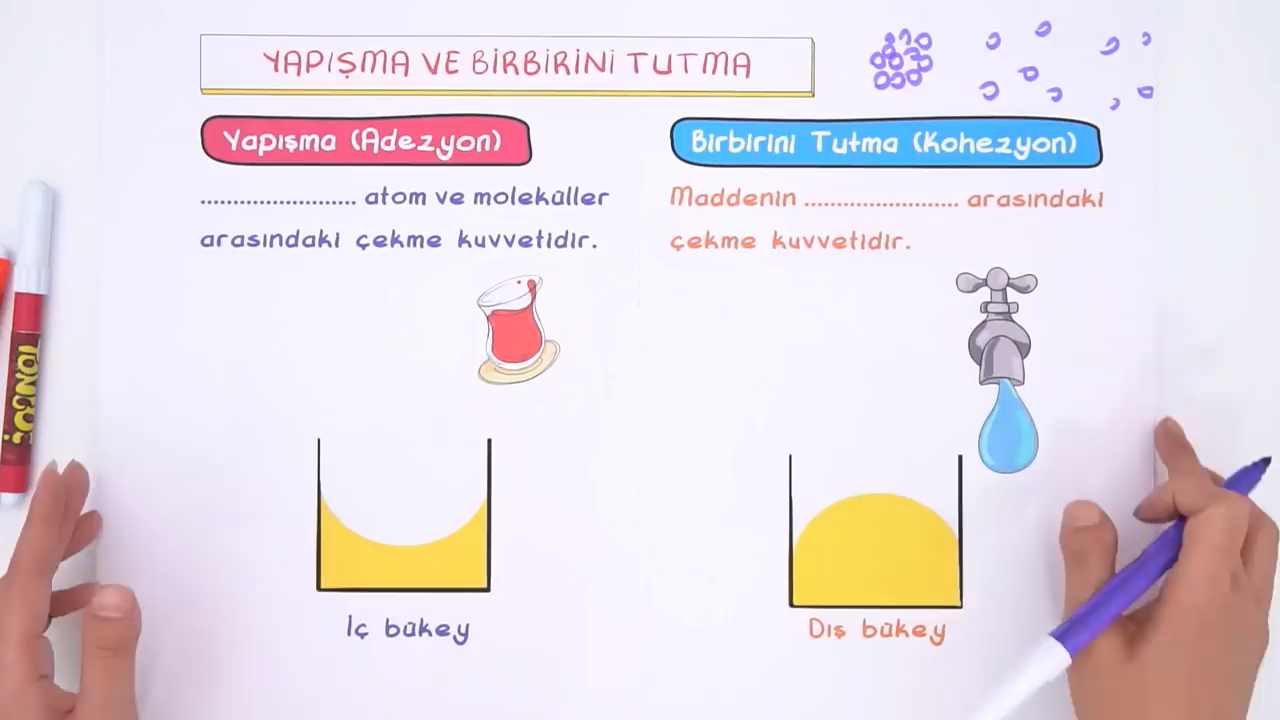 YAPIŞMA VE BİRBİRİNİ TUTMA
Yapışma (Adezyon)
........................ atom ve moleküller
arasındaki çekme kuvvetidir.
Birbirini Tutma (Kohezyon)
Maddenin ........................ arasındaki
çekme kuvvetidir.
İç bükey
Dış bükey
TONGUÇ